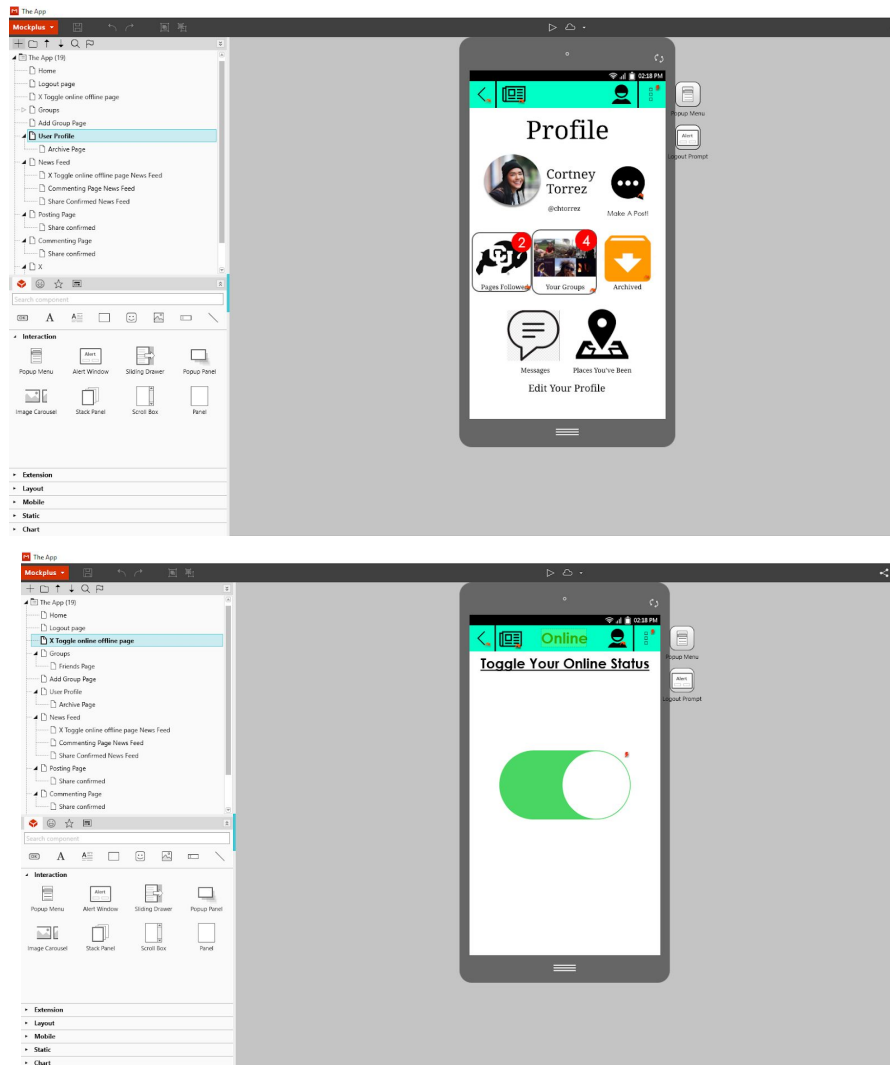 The App
Mockplus
The App (19)
Home
Logout page
X Toggle online offline page
Groups
Add Group Page
User Profile
Archive Page
News Feed
X Toggle online offline page News Feed
Commenting Page News Feed
Share Confirmed News Feed
Posting Page
Share confirmed
Commenting Page
Share confirmed
X
Search component
OK A A
Interaction
Alert
Popup Menu Alert Window Sliding Drawer Popup Panel
Image Carousel Stack Panel Scroll Box Panel
Extension
Layout
Mobile
Static
Chart
02:18 PM
Popup Menu
Alert
Logout Prompt
Profile
Cortney
Torrez
@chtorrez
Make A Post!
2 4
CU
Pages Followed Your Groups Archived
Messages Places You've Been
Edit Your Profile
The App
Mockplus
The App (19)
Home
Logout page
X Toggle online offline page
Groups
Friends Page
Add Group Page
User Profile
Archive Page
News Feed
X Toggle online offline page News Feed
Commenting Page News Feed
Share Confirmed News Feed
Posting Page
Share confirmed
Commenting Page
Share confirmed
Search component
OK A A
Interaction
Alert
Popup Menu Alert Window Sliding Drawer Popup Panel
Image Carousel Stack Panel Scroll Box Panel
Extension
Layout
Mobile
Static
Chart
02:18 PM
Online
Popup Menu
Alert
Logout Prompt
Toggle Your Online Status